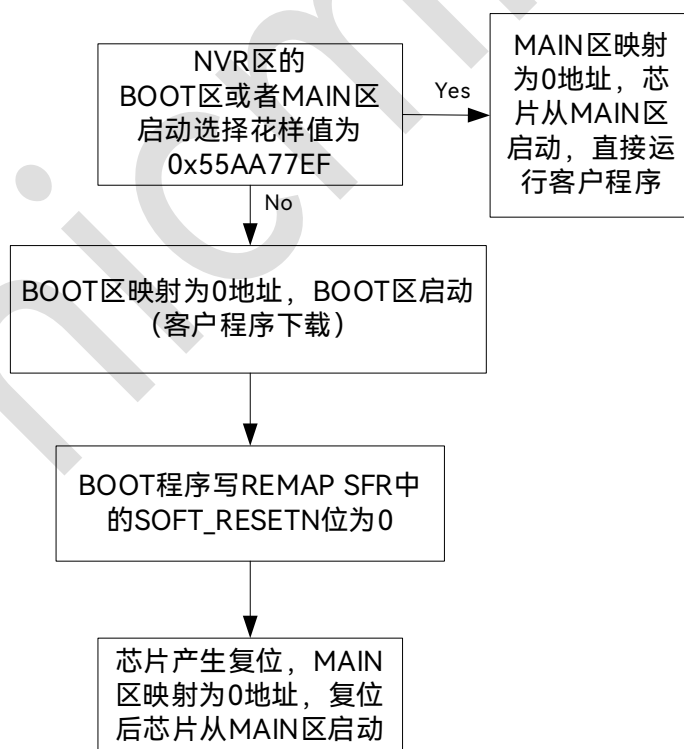 NVR区的
BOOT区或者MAIN区
启动选择花样值为
0x55AA77EF
Yes
MAIN区映射
为0地址，芯
片从MAIN区
启动，直接运
行客户程序
No
BOOT区映射为0地址，BOOT区启动
（客户程序下载）
BOOT程序写REMAP SFR中
的SOFT_RESETN位为0
芯片产生复位，MAIN
区映射为0地址，复位
后芯片从MAIN区启动